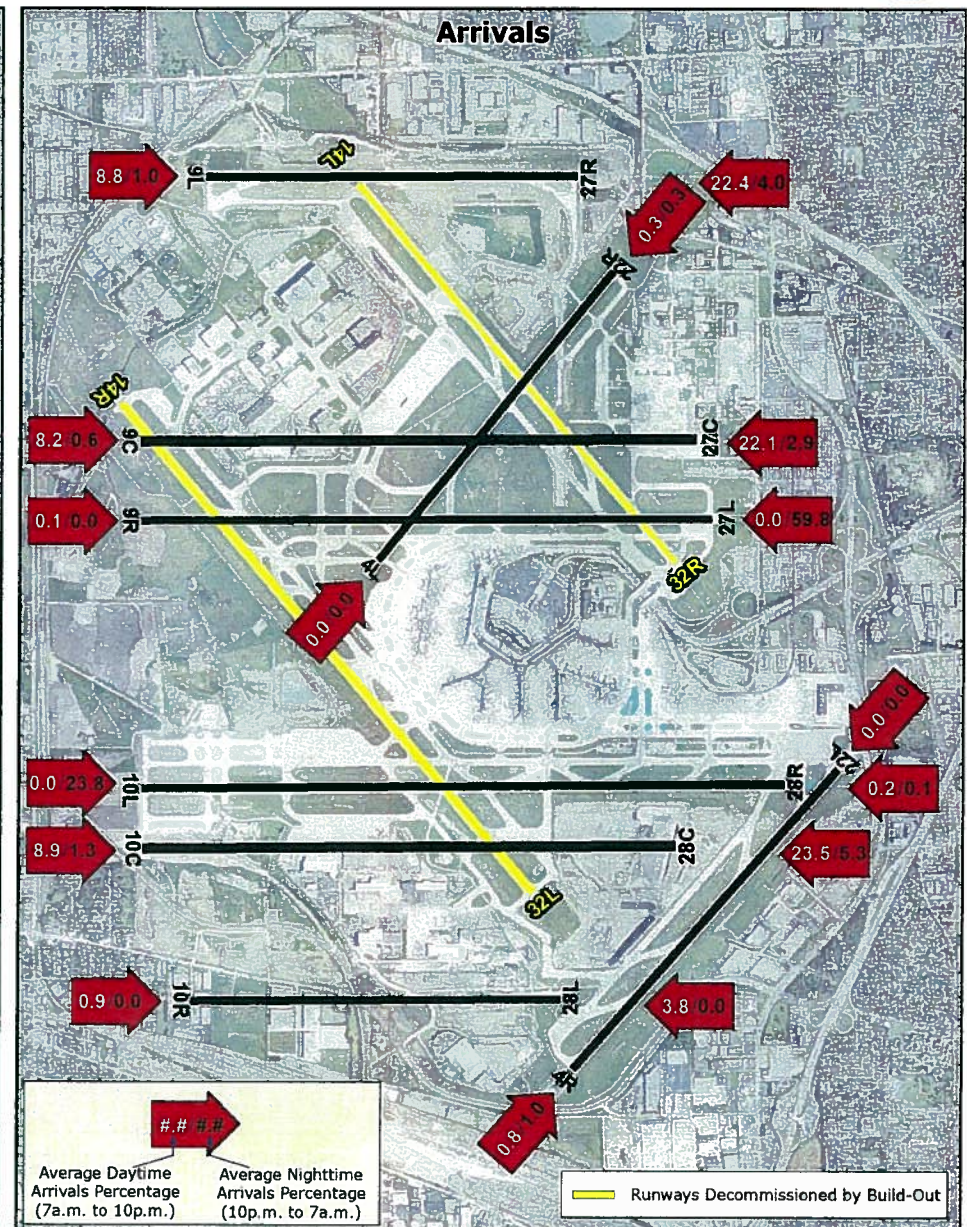 Arrivals
14L
8.8/1.0
9L
27R
22.4/4.0
0.3/0.3
22R
14R
8.2/0.6
9C
27C
22.1/2.9
0.1/0.0
9R
27L
0.0/59.8
4L
32R
0.0/0.0
0.0/0.0
22L
0.0/23.8
10L
28R
0.2/0.1
8.9/1.3
10C
28C
23.5/5.3
32L
0.9/0.0
10R
28L
3.8/0.0
4R
0.8/1.0
#.#/#.#
Average Daytime
Arrivals Percentage
(7a.m. to 10p.m.)
Average Nighttime
Arrivals Percentage
(10p.m. to 7a.m.)
Runways Decommissioned by Build-Out